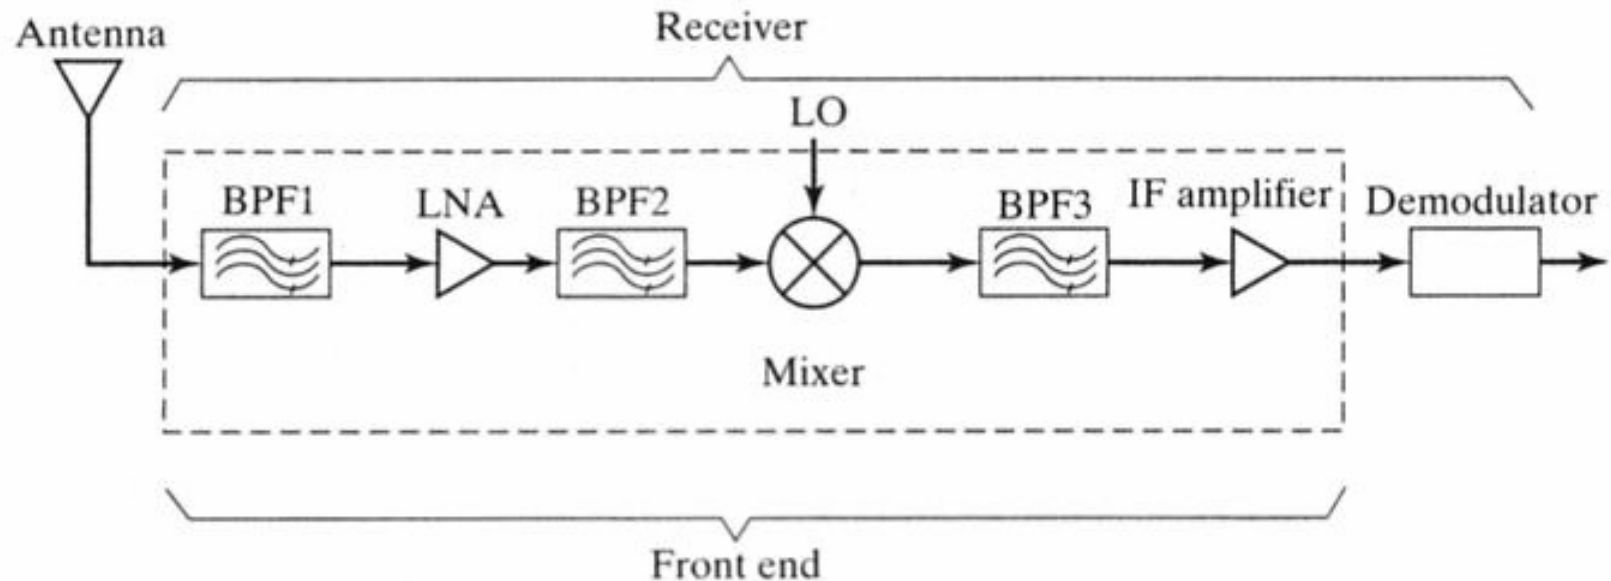 Antenna
Receiver
LO
BPF1
LNA
BPF2
BPF3
IF amplifier
Demodulator
Mixer
Front end